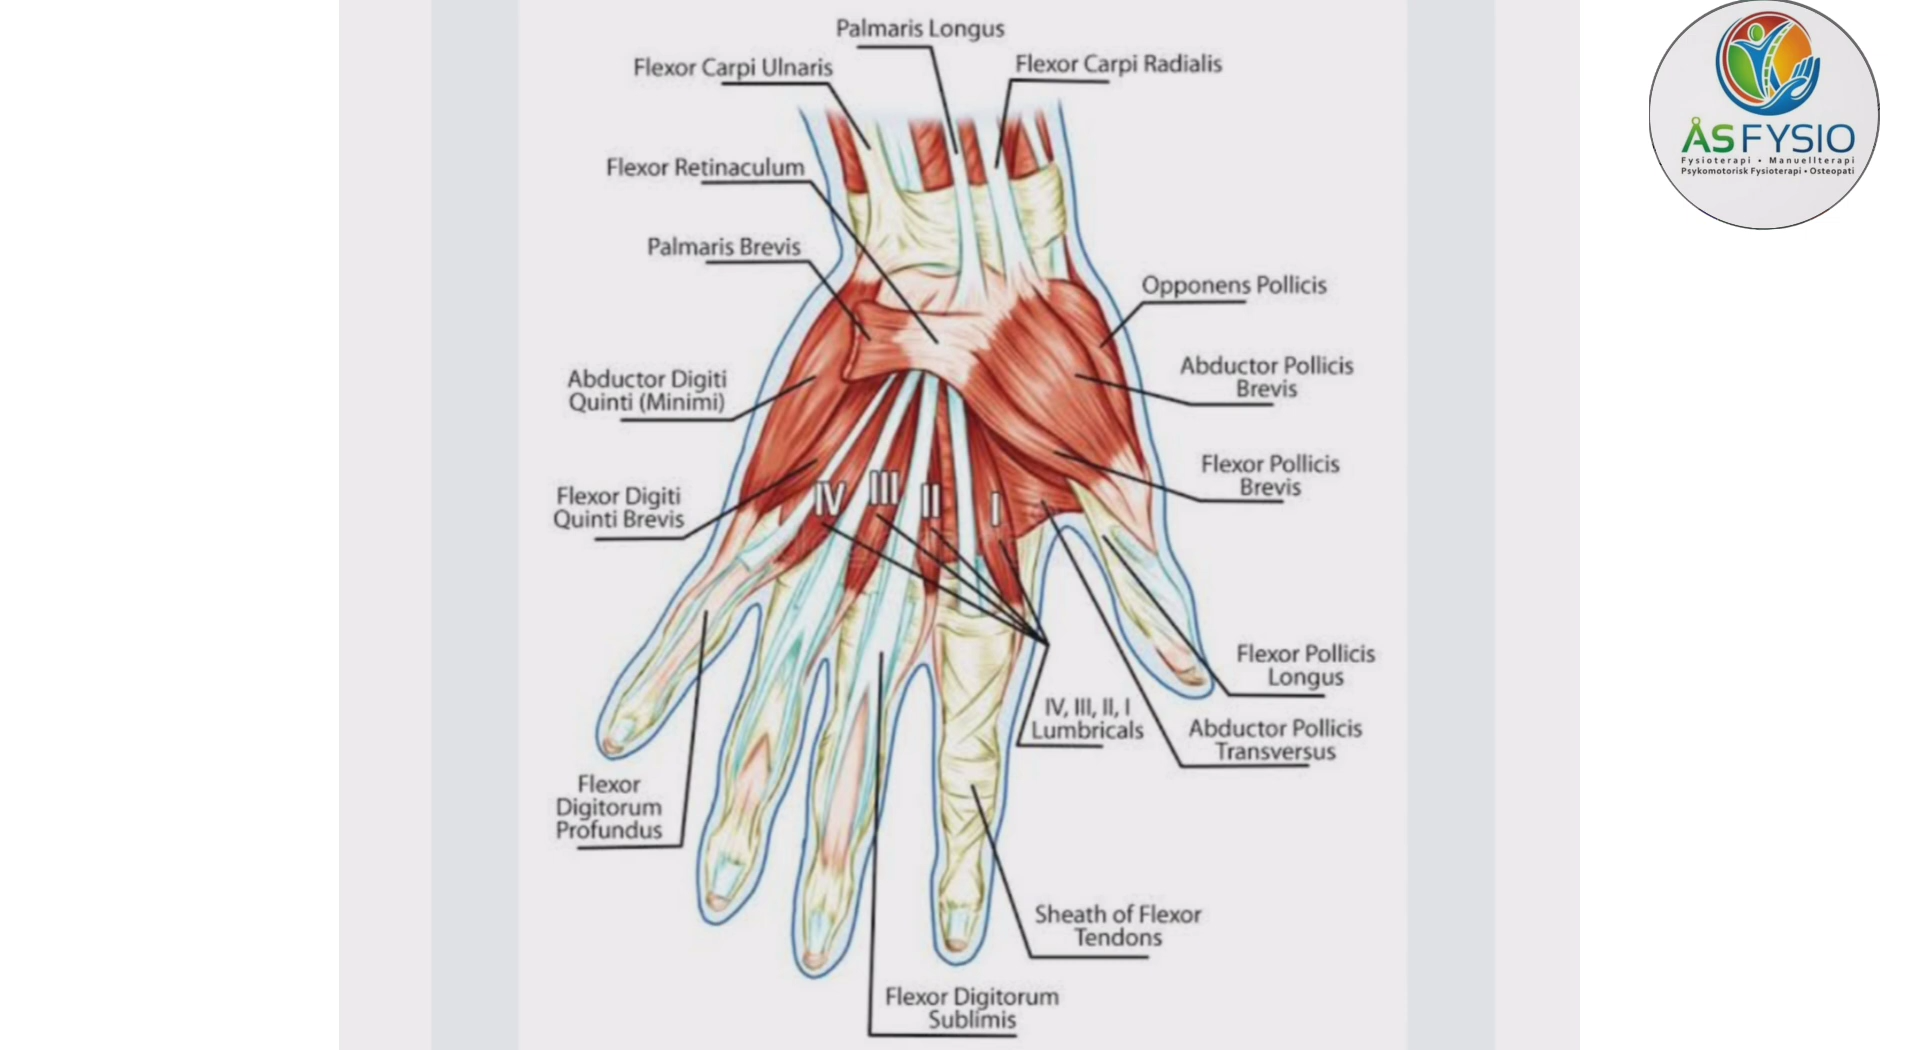 Palmaris Longus
Flexor Carpi Ulnaris
Flexor Carpi Radialis
Flexor Retinaculum
Palmaris Brevis
Opponens Pollicis
Abductor Pollicis
Brevis
Abductor Digiti
Quinti (Minimi)
Flexor Pollicis
Brevis
Flexor Digiti
Quinti Brevis
IV
III
II
I
Flexor Pollicis
Longus
IV, III, II, I
Lumbricals
Abductor Pollicis
Transversus
Flexor
Digitorum
Profundus
Sheath of Flexor
Tendons
Flexor Digitorum
Sublimis
ÅSFYSIO
Fysioterapi • Manuellterapi
Psykomotorisk Fysioterapi • Osteopati